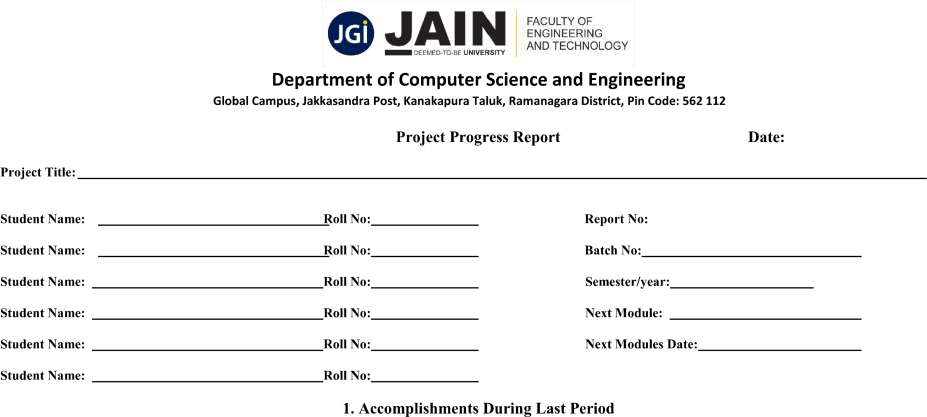 JGi JAIN DEEMED-TO-BE UNIVERSITY FACULTY OF ENGINEERING AND TECHNOLOGY
Department of Computer Science and Engineering
Global Campus, Jakkasandra Post, Kanakapura Taluk, Ramanagara District, Pin Code: 562 112
Project Progress Report Date:
Project Title:
Student Name: Roll No: Report No:
Student Name: Roll No: Batch No:
Student Name: Roll No: Semester/year:
Student Name: Roll No: Next Module:
Student Name: Roll No: Next Modules Date:
Student Name: Roll No:
1. Accomplishments During Last Period